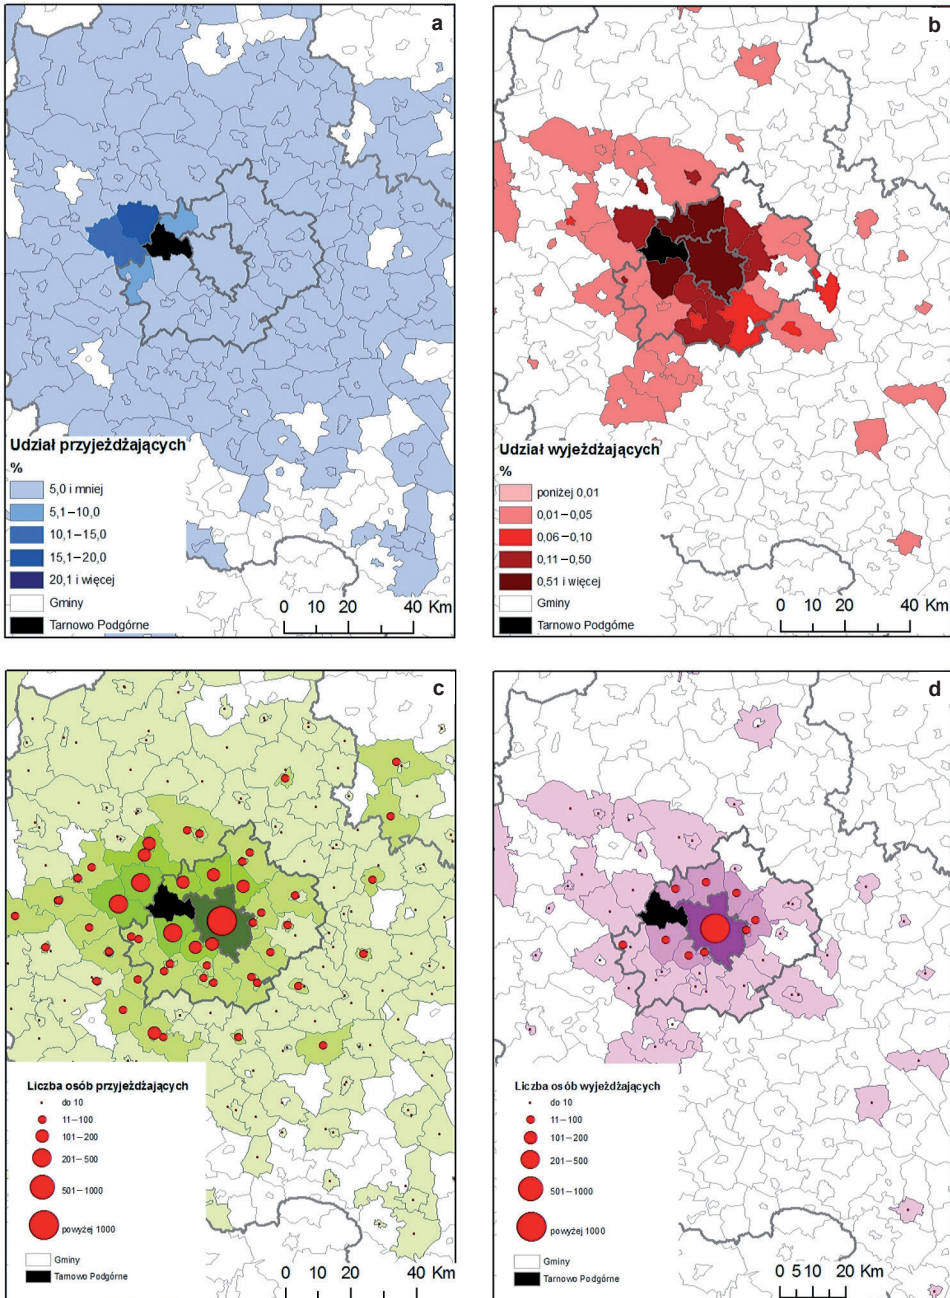 a
Udział przyjeżdżających
%
5,0 i mniej
5,1–10,0
10,1–15,0
15,1–20,0
20,1 i więcej
Gminy
Tarnowo Podgórne
0 10 20 40 Km
b
Udział wyjeżdżających
%
poniżej 0,01
0,01–0,05
0,06–0,10
0,11–0,50
0,51 i więcej
Gminy
Tarnowo Podgórne
0 10 20 40 Km
c
Liczba osób przyjeżdżających
do 10
11–100
101–200
201–500
501–1000
powyżej 1000
Gminy
Tarnowo Podgórne
0 10 20 40 Km
d
Liczba osób wyjeżdżających
do 10
11–100
101–200
201–500
501–1000
powyżej 1000
Gminy
Tarnowo Podgórne
0 5 10 20 Km